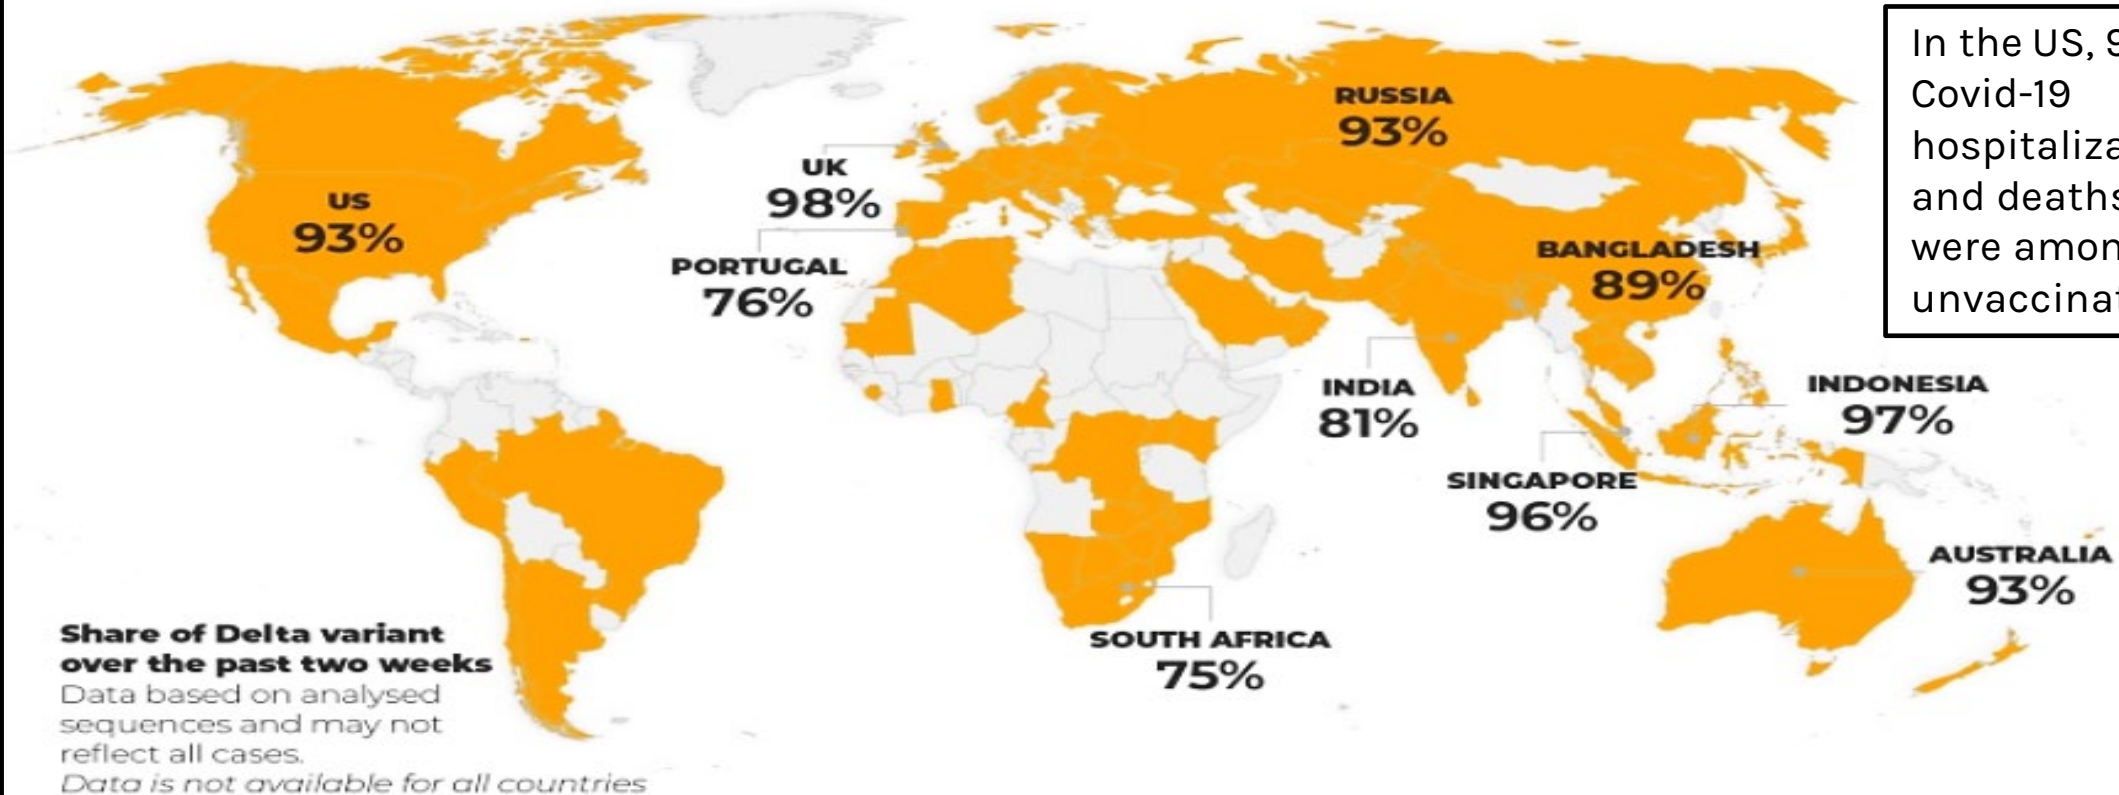 In the US, 9
Covid-19
hospitaliza
and deaths
were amon
unvaccinat
RUSSIA
93%
UK
98%
US
93%
PORTUGAL
76%
BANGLADESH
89%
INDIA
81%
INDONESIA
97%
SINGAPORE
96%
AUSTRALIA
93%
SOUTH AFRICA
75%
Share of Delta variant
over the past two weeks
Data based on analysed
sequences and may not
reflect all cases.
Data is not available for all countries